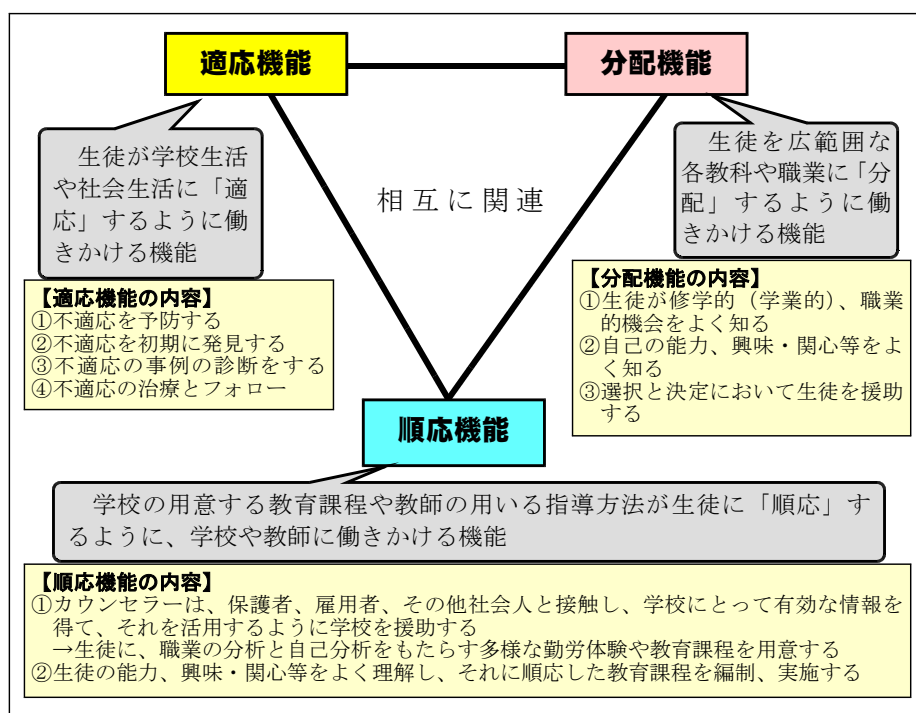 適応機能
分配機能
生徒が学校生活
や社会生活に「適
応」するように働
きかける機能
相互に関連
生徒を広範囲な
各教科や職業に「分
配」するように働
きかける機能
【適応機能の内容】
①不適応を予防する
②不適応を初期に発見する
③不適応の事例の診断をする
④不適応の治療とフォロー
【分配機能の内容】
①生徒が修学的（学業的）、職業
的機会をよく知る
②自己の能力、興味・関心等をよ
く知る
③選択と決定において生徒を援助
する
順応機能
学校の用意する教育課程や教師の用いる指導方法が生徒に「順応」す
るように、学校や教師に働きかける機能
【順応機能の内容】
①カウンセラーは、保護者、雇用者、その他社会人と接触し、学校にとって有効な情報を
得て、それを活用するように学校を援助する
→生徒に、職業の分析と自己分析をもたらす多様な勤労体験や教育課程を用意する
②生徒の能力、興味・関心等をよく理解し、それに順応した教育課程を編制、実施する